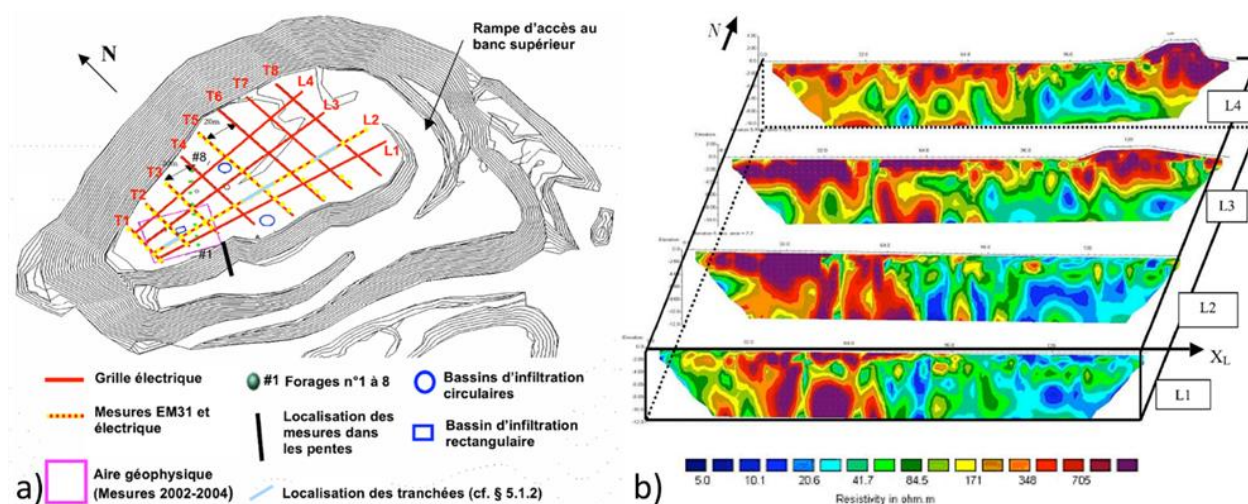 a)
N
Rampe d'accès au
banc supérieur
T8
T7
L4
T6
L3
T5
20m
L2
T4
#8
L1
T3
T2
T1
#1
Grille électrique
Mesures EM31 et
électrique
Aire géophysique
(Mesures 2002-2004)
#1 Forages n°1 à 8
Localisation des
mesures dans
les pentes
Localisation des tranchées (cf. § 5.1.2)
Bassins d'infiltration
circulaires
Bassin d'infiltration
rectangulaire
b)
N
L4
L3
L2
X_L
L1
5.0 10.1 20.6 41.7 84.5 171 348 705
Resistivity in ohm.m